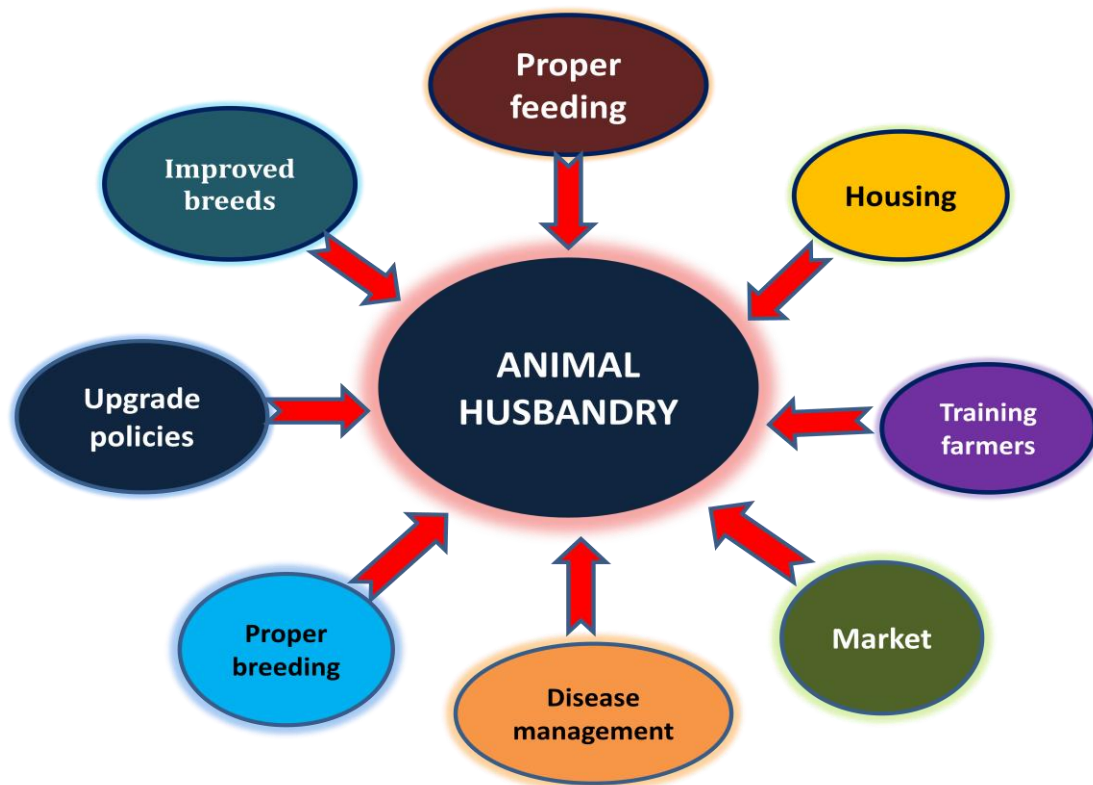 Proper
feeding
Improved
breeds
Housing
ANIMAL
HUSBANDRY
Upgrade
policies
Training
farmers
Proper
breeding
Market
Disease
management